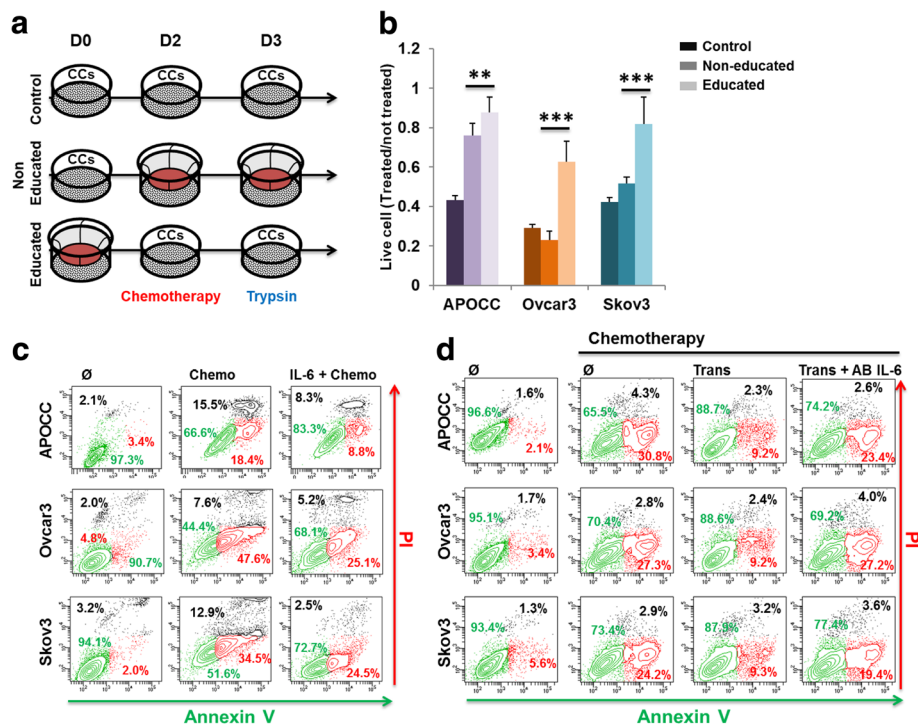 a
D0 D2 D3
Control
CCs CCs CCs
Non
Educated
CCs
Educated
CCs CCs
Chemotherapy Trypsin
b
Live cell (Treated/not treated)
1.2
1
0.8
0.6
0.4
0.2
0
** *** ***
APOCC Ovcar3 Skov3
Control
Non-educated
Educated
c
Ø Chemo IL-6 + Chemo
APOCC
2.1% 3.4% 97.3%
15.5% 66.6% 18.4%
8.3% 83.3% 8.8%
Ovcar3
2.0% 4.8% 90.7%
7.6% 44.4% 47.6%
5.2% 68.1% 25.1%
Skov3
3.2% 94.1% 2.0%
12.9% 34.5% 51.6%
2.5% 72.7% 24.5%
Annexin V
PI
d
Chemotherapy
Ø Ø Trans Trans + AB IL-6
APOCC
1.6% 96.6% 2.1%
4.3% 65.5% 30.8%
2.3% 88.7% 9.2%
2.6% 74.2% 23.4%
Ovcar3
1.7% 95.1% 3.4%
2.8% 70.4% 27.3%
2.4% 88.6% 9.2%
4.0% 69.2% 27.2%
Skov3
1.3% 93.4% 5.6%
2.9% 73.4% 24.2%
3.2% 9.3%
3.6% 77.4% 19.4%
Annexin V
PI